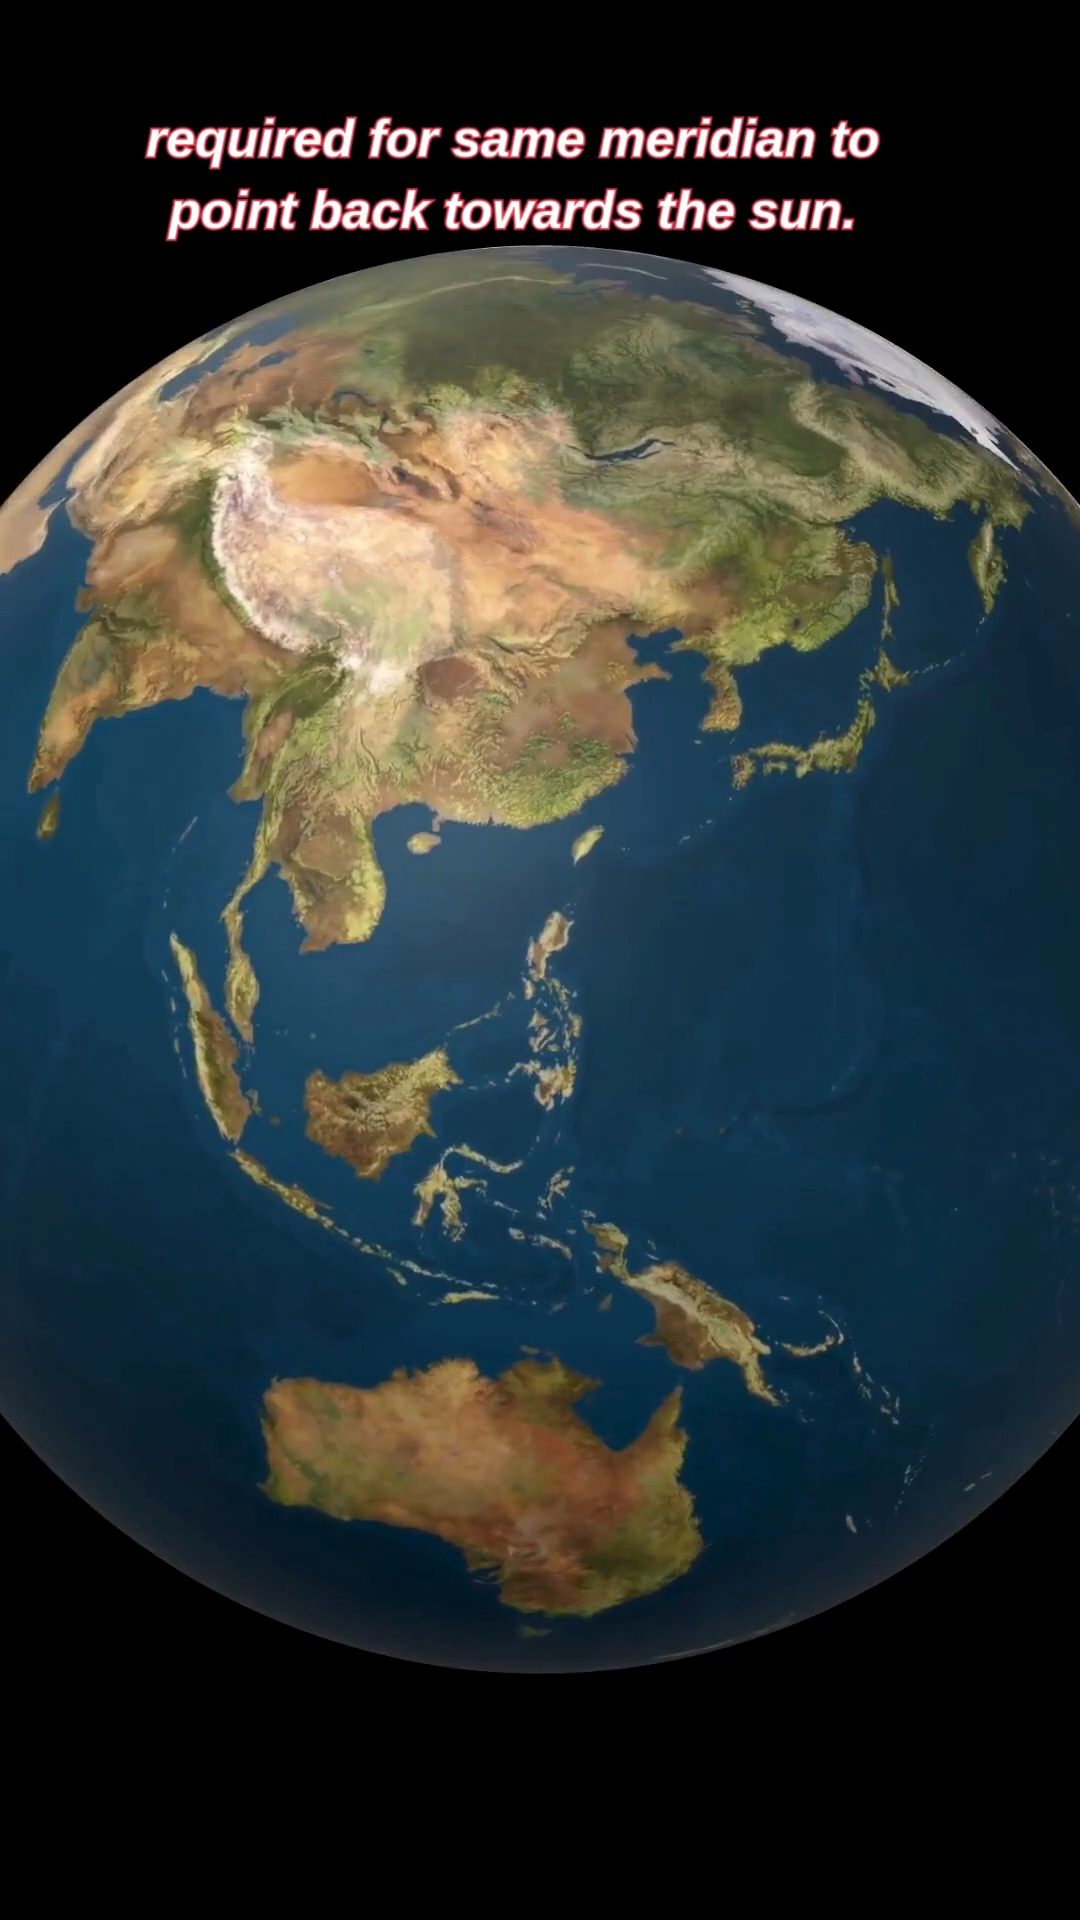 required for same meridian to
point back towards the sun.